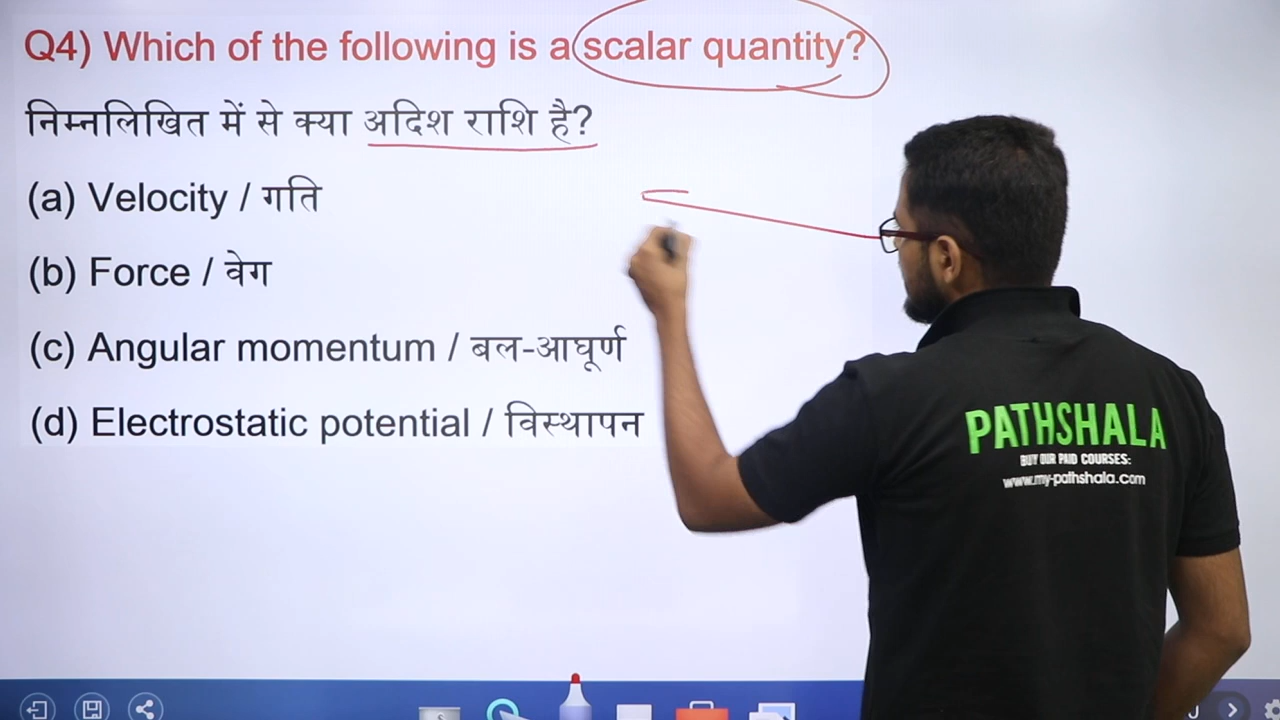 Q4) Which of the following is a scalar quantity?
निम्नलिखित में से क्या अदिश राशि है?
(a) Velocity / गति
(b) Force / वेग
(c) Angular momentum / बल-आघूर्ण
(d) Electrostatic potential / विस्थापन
PATHSHALA
BUY OUR PAID COURSES:
www.my-pathshala.com